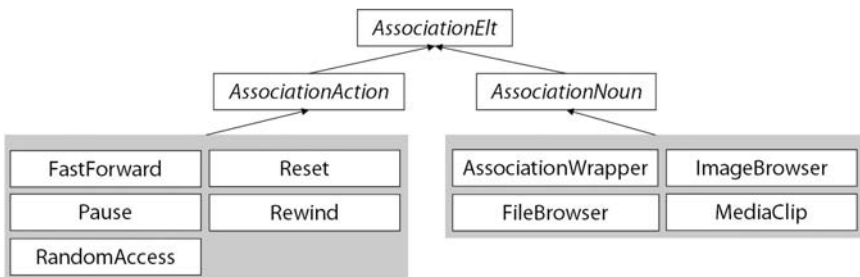 AssociationElt
AssociationAction
AssociationNoun
FastForward
Reset
Pause
Rewind
RandomAccess
AssociationWrapper
ImageBrowser
FileBrowser
MediaClip